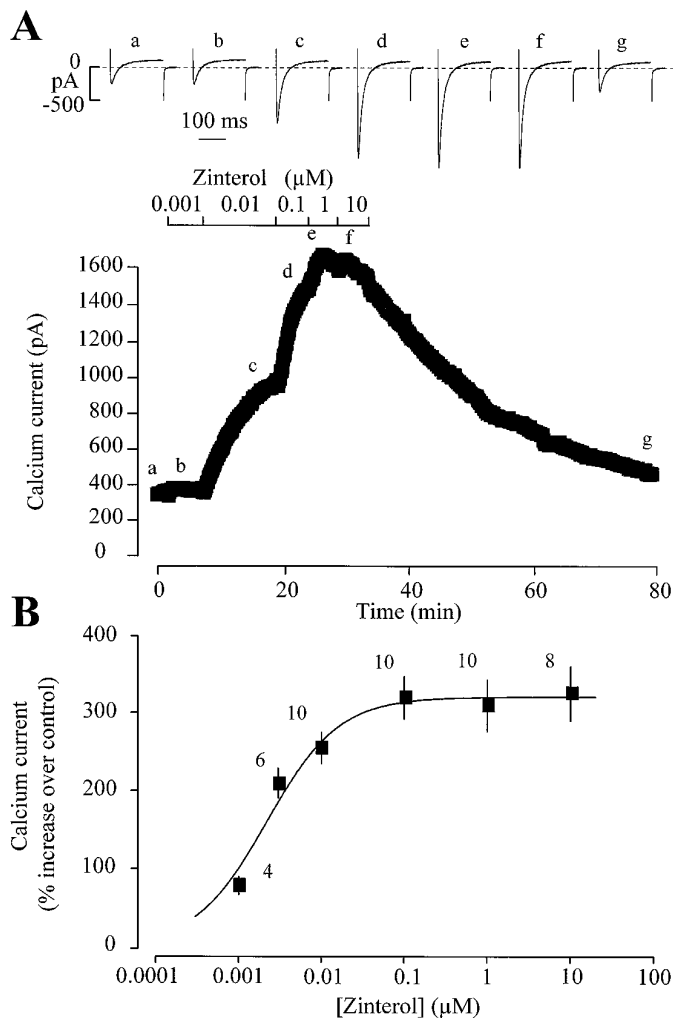 A
a b c d e f g
0
pA
-500
100 ms
Zinterol (µM)
0.001 0.01 0.1 1 10
e f
d
c
a b
g
1600
1400
1200
1000
800
600
400
200
0
Calcium current (pA)
0 20 40 60 80
Time (min)
B
400
300
200
100
0
Calcium current
(% increase over control)
10 10 8
10
6
4
0.0001 0.001 0.01 0.1 1 10 100
[Zinterol] (µM)